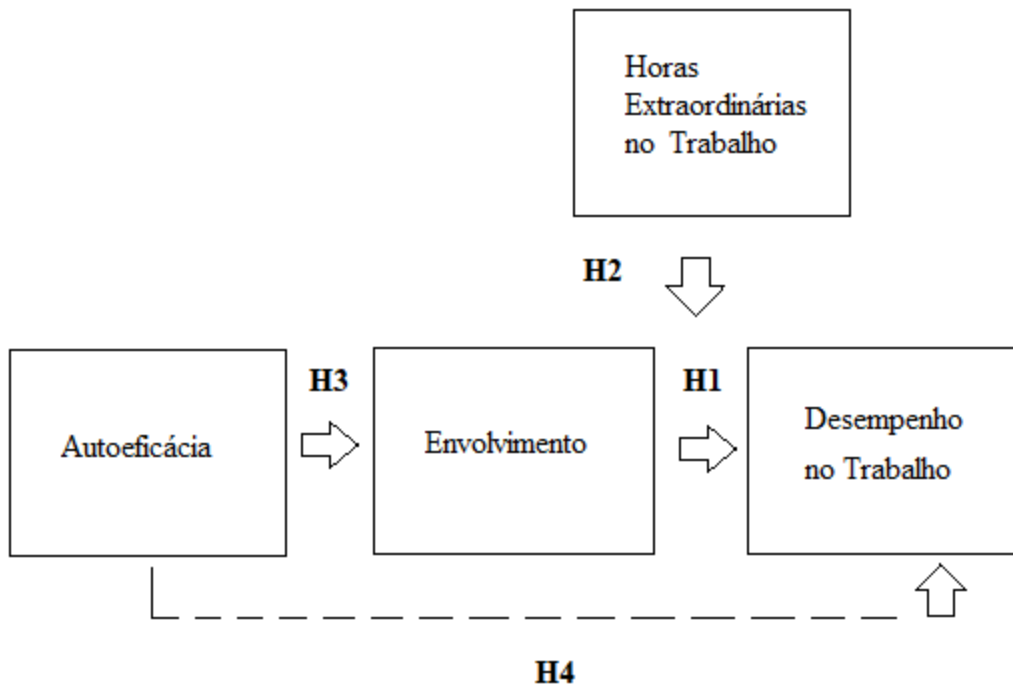 Horas
Extraordinárias
no Trabalho
H2
H3
H1
Autoeficácia
Envolvimento
Desempenho
no Trabalho
H4